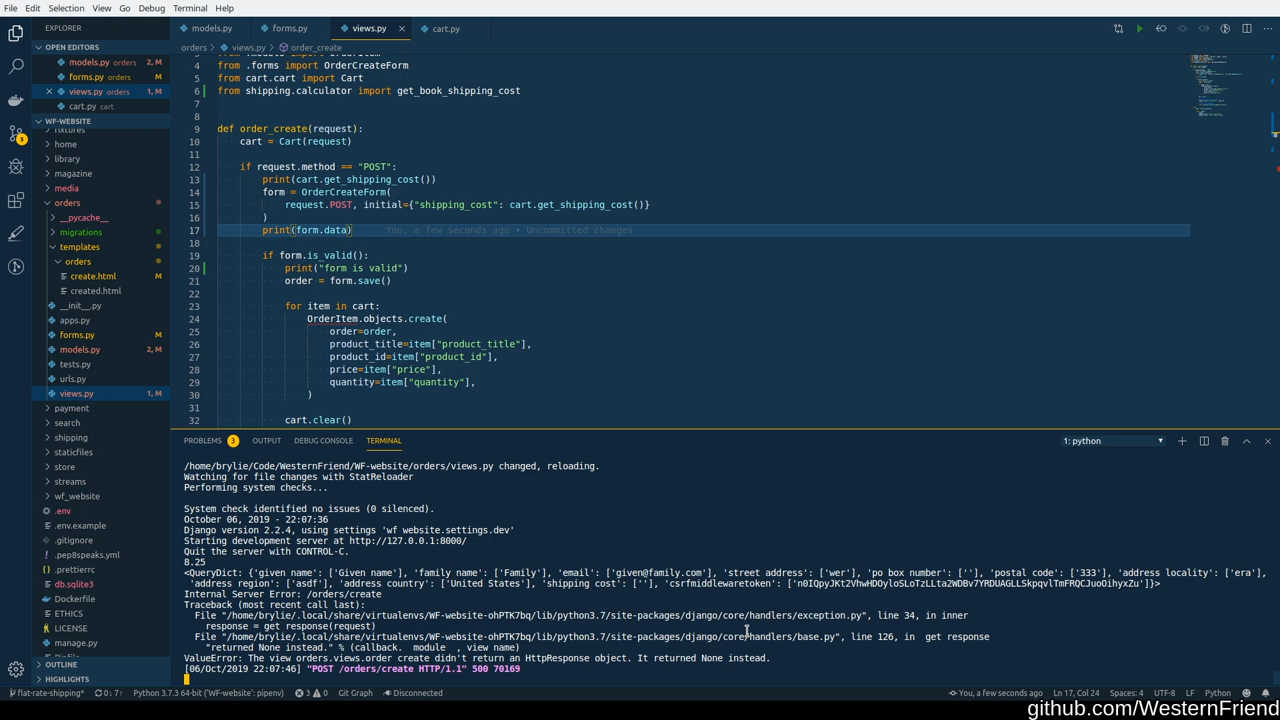 File Edit Selection View Go Debug Terminal Help
EXPLORER
models.py forms.py views.py cart.py
OPEN EDITORS
orders > views.py > order_create
models.py orders 2, M
forms.py orders
views.py orders 1, M
cart.py cart
WF-WEBSITE
fixtures
home
library
magazine
media
orders
__pycache__
migrations
templates
orders
create.html M
created.html
__init__.py
apps.py
forms.py M
models.py 2, M
tests.py
urls.py
views.py 1, M
payment
search
shipping
staticfiles
store
streams
wf_website
.env
.env.example
.gitignore
.pep8speaks.yml
.prettierrc
db.sqlite3
Dockerfile
ETHICS
LICENSE
manage.py
OUTLINE
HIGHLIGHTS
4 from .forms import OrderCreateForm
5 from cart.cart import Cart
6 from shipping.calculator import get_book_shipping_cost
7
8
9 def order_create(request):
10 cart = Cart(request)
11
12 if request.method == "POST":
13 print(cart.get_shipping_cost())
14 form = OrderCreateForm(
15 request.POST, initial={"shipping_cost": cart.get_shipping_cost()}
16 )
17 print(form.data) You, a few seconds ago • Uncommitted changes
18
19 if form.is_valid():
20 print("form is valid")
21 order = form.save()
22
23 for item in cart:
24 OrderItem.objects.create(
25 order=order,
26 product_title=item["product_title"],
27 product_id=item["product_id"],
28 price=item["price"],
29 quantity=item["quantity"],
30 )
31
32 cart.clear()
PROBLEMS 3 OUTPUT DEBUG CONSOLE TERMINAL 1: python
/home/brylie/Code/WesternFriend/WF-website/orders/views.py changed, reloading.
Watching for file changes with StatReloader
Performing system checks...
System check identified no issues (0 silenced).
October 06, 2019 - 22:07:36
Django version 2.2.4, using settings 'wf website.settings.dev'
Starting development server at http://127.0.0.1:8000/
Quit the server with CONTROL-C.
8.25
<QueryDict: {'given name': ['Given name'], 'family name': ['Family'], 'email': ['given@family.com'], 'street address': ['wer'], 'po box number': [''], 'postal code': ['333'], 'address locality': ['era'],
'address region': ['asdf'], 'address country': ['United States'], 'shipping cost': [''], 'csrfmiddlewaretoken': ['n0IQpyJKt2VhwHDOyloSLoTzLLta2WDBv7YRDUAGLLSkpqvlTmFRQCJuoOihyxZu']}>
Internal Server Error: /orders/create
Traceback (most recent call last):
File "/home/brylie/.local/share/virtualenvs/WF-website-ohPTK7bq/lib/python3.7/site-packages/django/core/handlers/exception.py", line 34, in inner
response = get response(request)
File "/home/brylie/.local/share/virtualenvs/WF-website-ohPTK7bq/lib/python3.7/site-packages/django/core/handlers/base.py", line 126, in get response
"returned None instead." % (callback. module , view name)
ValueError: The view orders.views.order create didn't return an HttpResponse object. It returned None instead.
[06/Oct/2019 22:07:46] "POST /orders/create HTTP/1.1" 500 70169
flat-rate-shipping* 0↓ 7↑ Python 3.7.3 64-bit ('WF-website': pipenv) 3 0 Git Graph Disconnected You, a few seconds ago Ln 17, Col 24 Spaces: 4 UTF-8 LF Python
github.com/WesternFriend